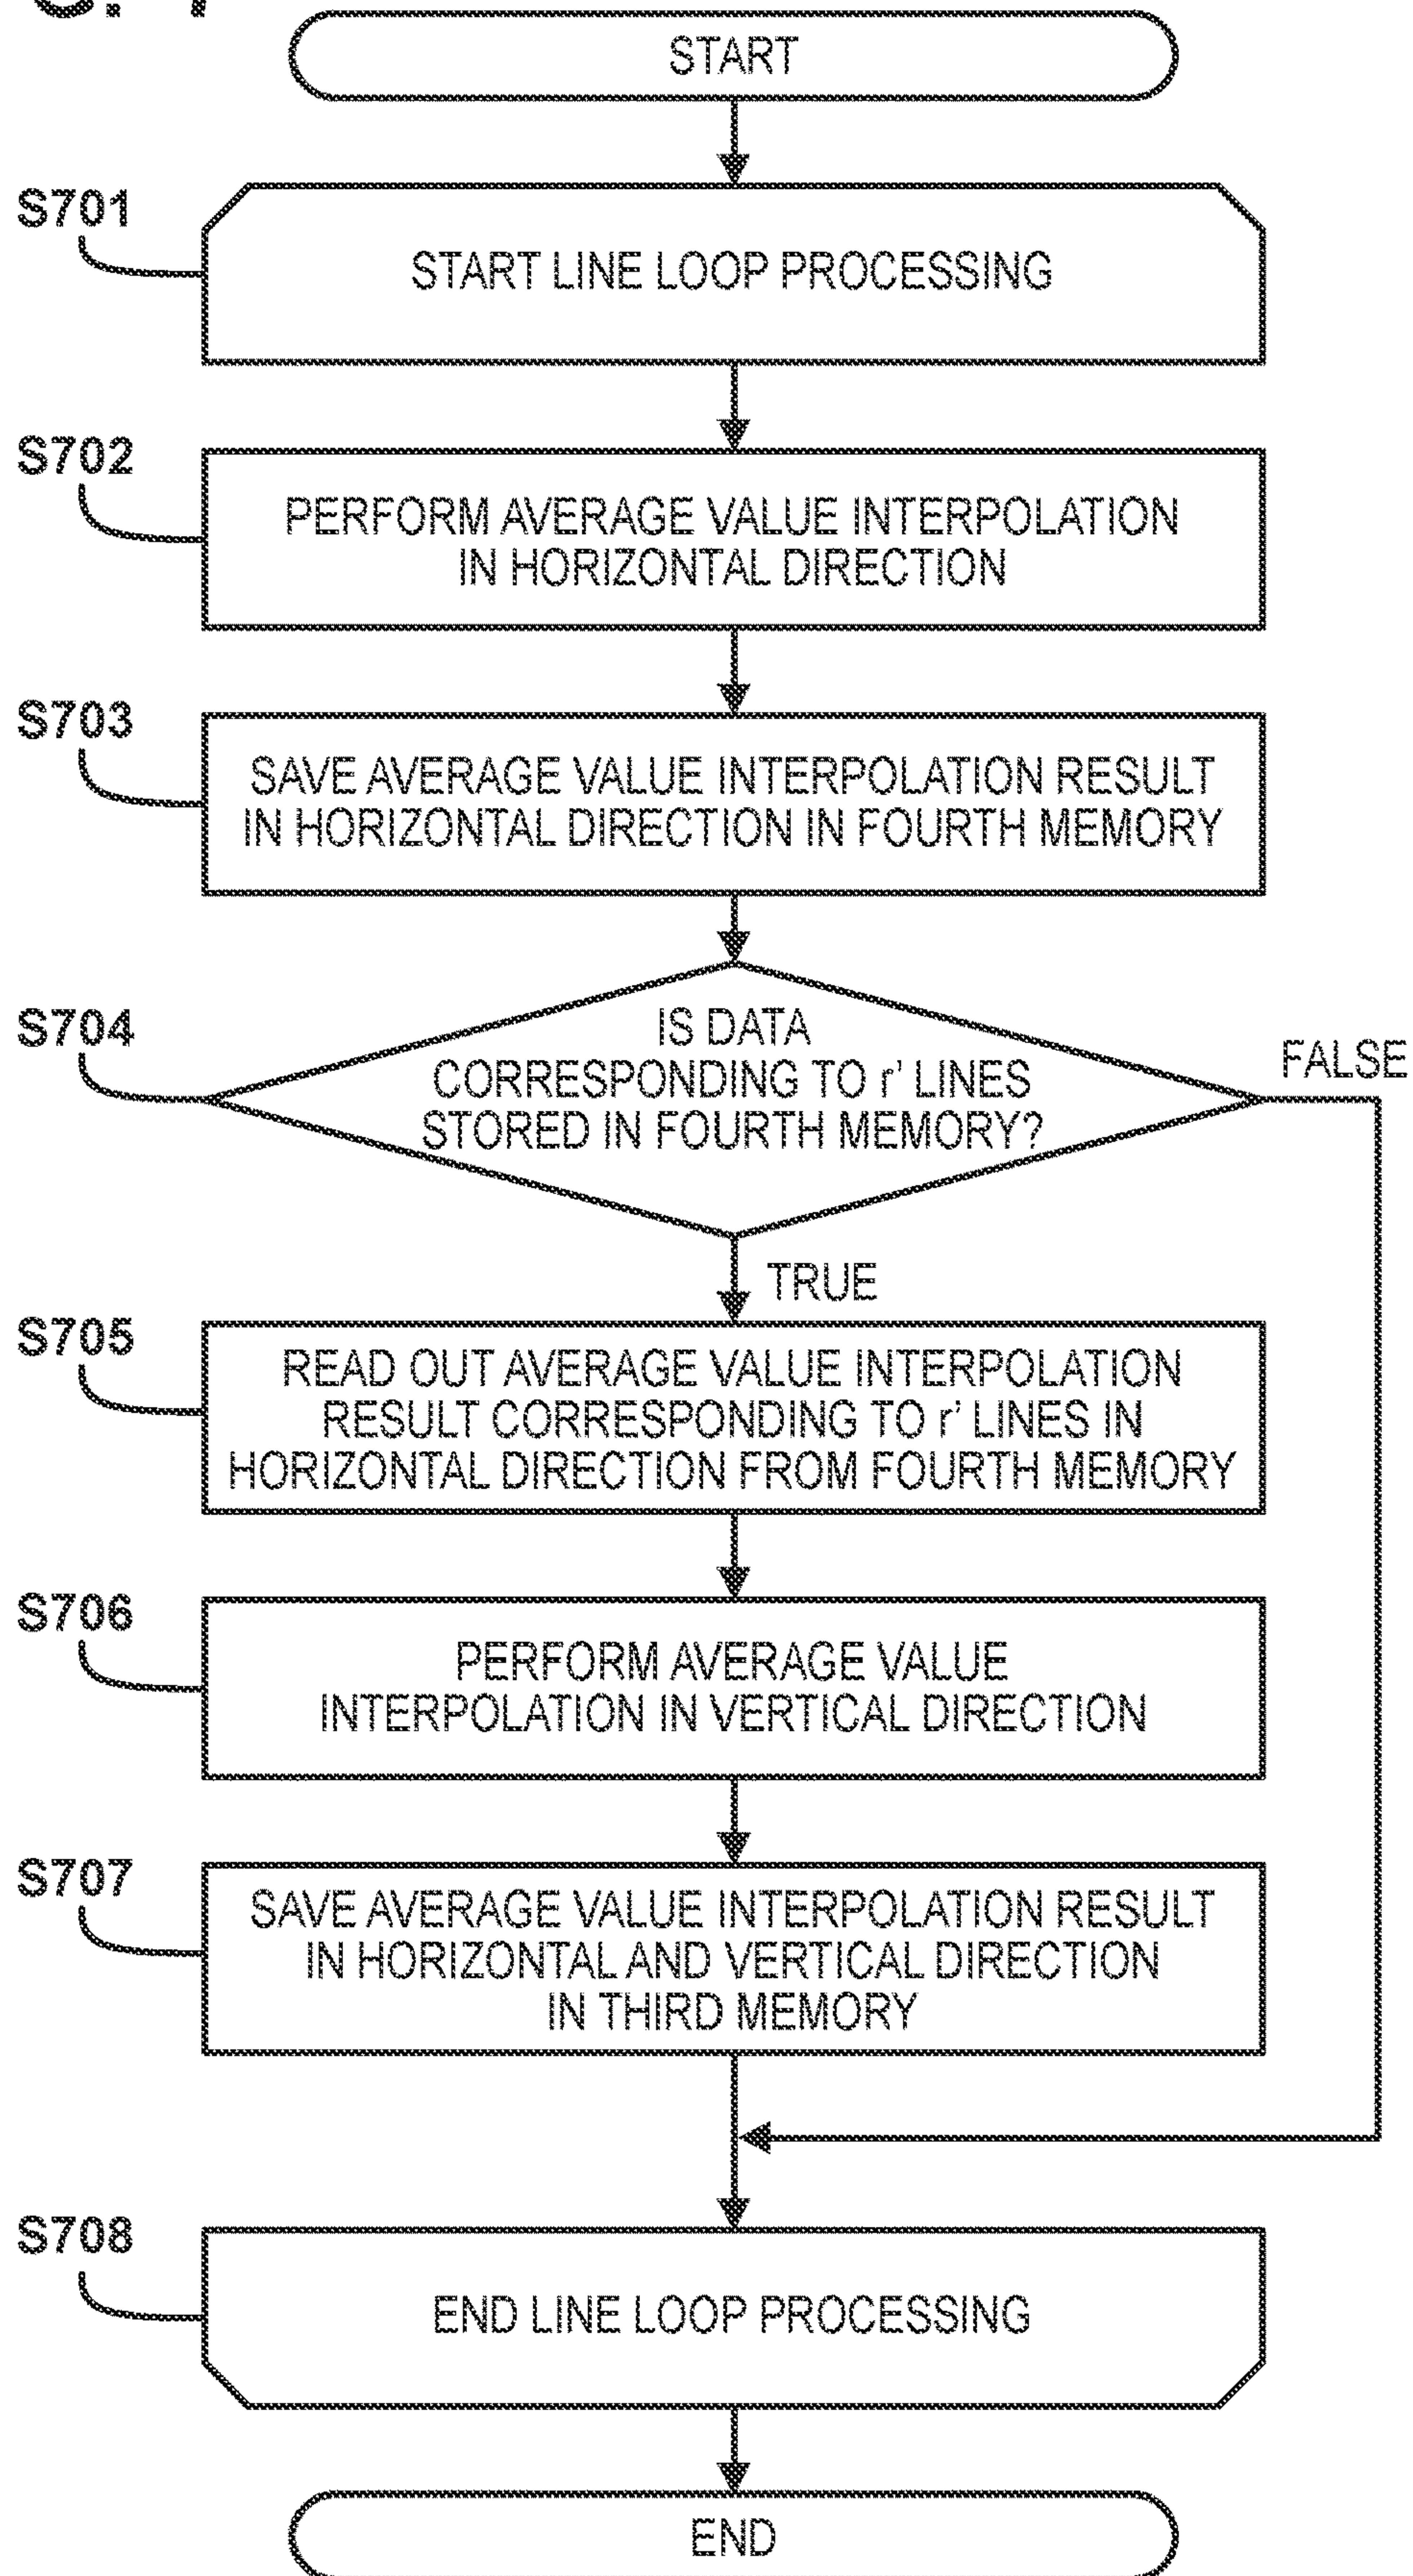 START
S701
START LINE LOOP PROCESSING
S702
PERFORM AVERAGE VALUE INTERPOLATION
IN HORIZONTAL DIRECTION
S703
SAVE AVERAGE VALUE INTERPOLATION RESULT
IN HORIZONTAL DIRECTION IN FOURTH MEMORY
S704
IS DATA
CORRESPONDING TO r' LINES
STORED IN FOURTH MEMORY?
FALSE
TRUE
S705
READ OUT AVERAGE VALUE INTERPOLATION
RESULT CORRESPONDING TO r' LINES IN
HORIZONTAL DIRECTION FROM FOURTH MEMORY
S706
PERFORM AVERAGE VALUE
INTERPOLATION IN VERTICAL DIRECTION
S707
SAVE AVERAGE VALUE INTERPOLATION RESULT
IN HORIZONTAL AND VERTICAL DIRECTION
IN THIRD MEMORY
S708
END LINE LOOP PROCESSING
END